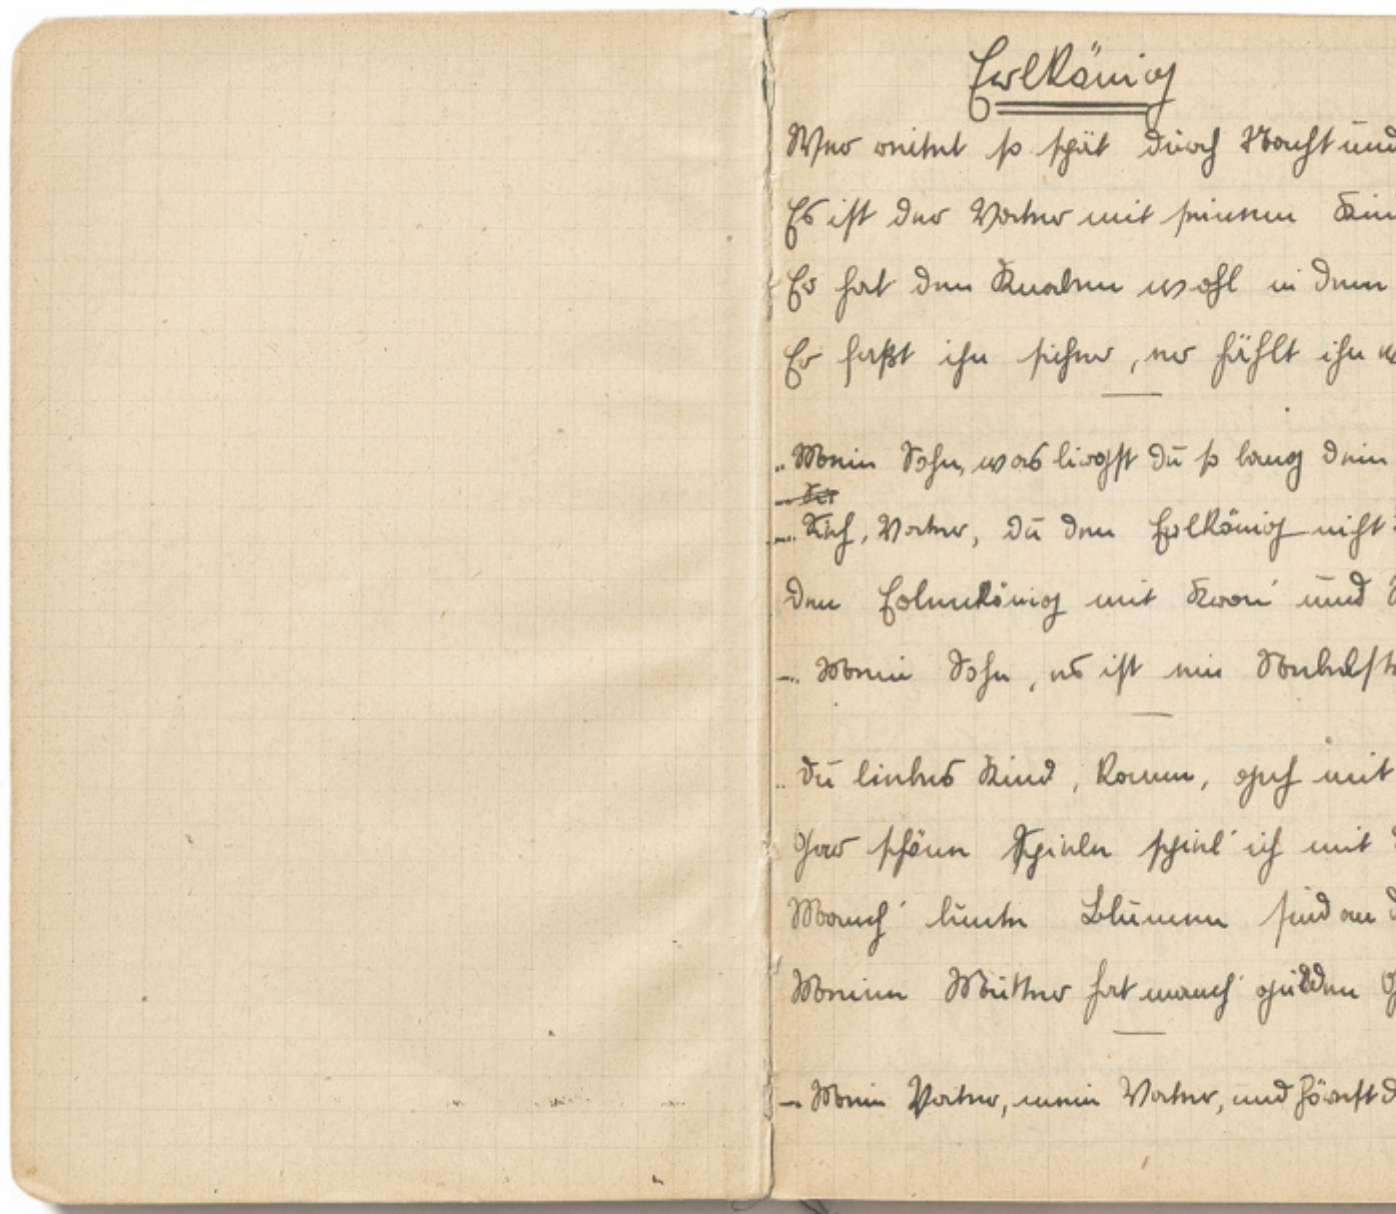 Erlkönig
Wer reitet so spät durch Nacht und
Es ist der Vater mit seinem Kin
Er hat den Knaben wohl in dem
Er faßt ihn sicher, er hählt ihn w
„Mein Sohn, was birgst du so bang dein
– Sieh, Vater, du den Erlkönig nicht?
den Erlenkönig mit Kron' und S
– Mein Sohn, es ist ein Nebelst
„du liebes Kind, komm, geh mit
Gar schöne Spiele spiel' ich mit
Manch' bunte Blumen sind an d
Meine Mutter hat manch' gülden G
– Mein Vater, mein Vater, und hörest d